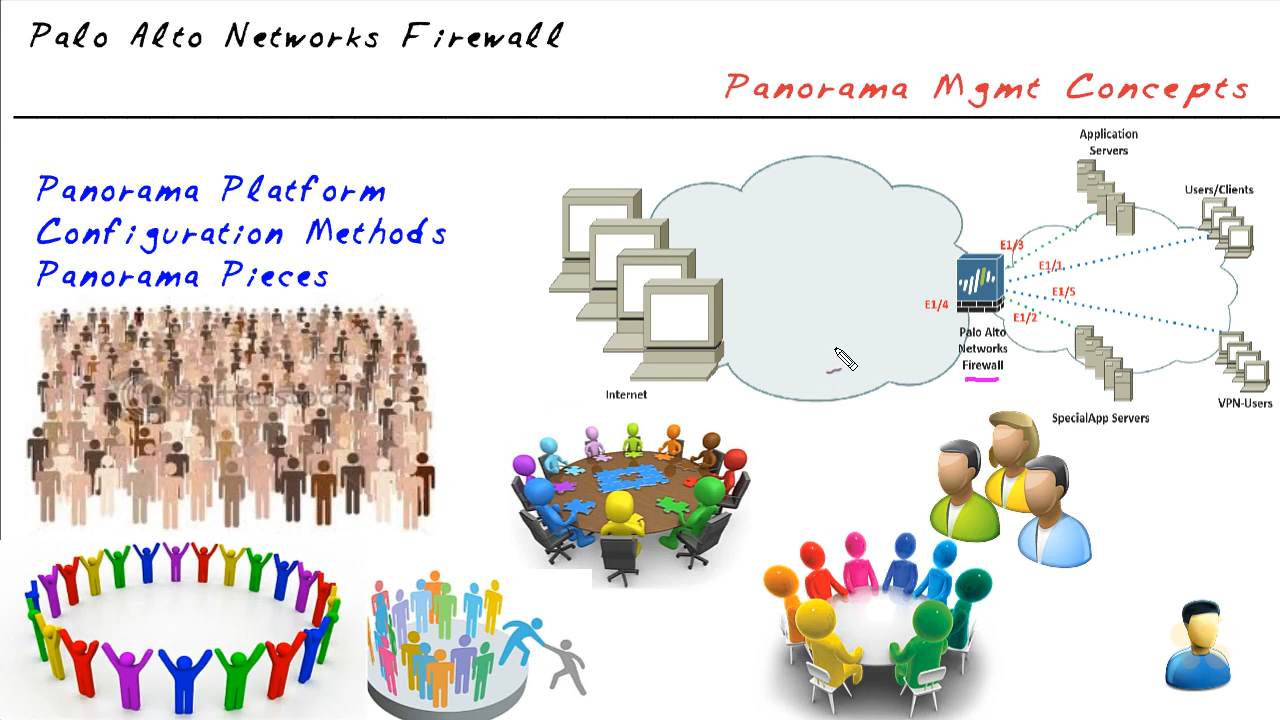 Palo Alto Networks Firewall
Panorama Mgmt Concepts
Panorama Platform
Configuration Methods
Panorama Pieces
Application
Servers
Users/Clients
E1/3
E1/1
E1/5
E1/4
E1/2
Palo Alto
Networks
Firewall
Internet
VPN-Users
SpecialApp Servers
shutterstock